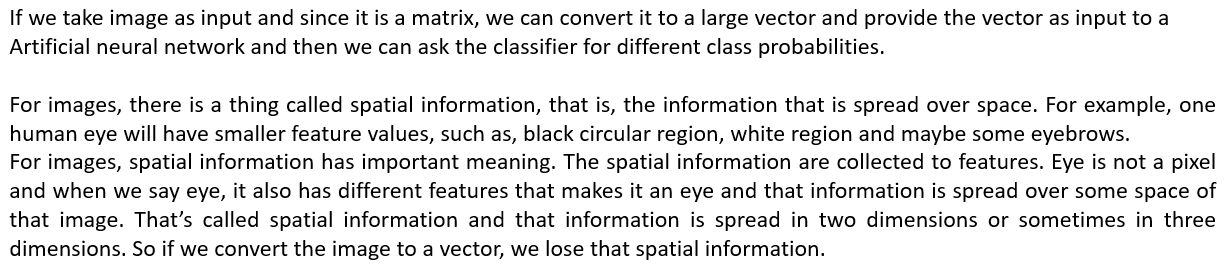 If we take image as input and since it is a matrix, we can convert it to a large vector and provide the vector as input to a
Artificial neural network and then we can ask the classifier for different class probabilities.
For images, there is a thing called spatial information, that is, the information that is spread over space. For example, one
human eye will have smaller feature values, such as, black circular region, white region and maybe some eyebrows.
For images, spatial information has important meaning. The spatial information are collected to features. Eye is not a pixel
and when we say eye, it also has different features that makes it an eye and that information is spread over some space of
that image. That’s called spatial information and that information is spread in two dimensions or sometimes in three
dimensions. So if we convert the image to a vector, we lose that spatial information.